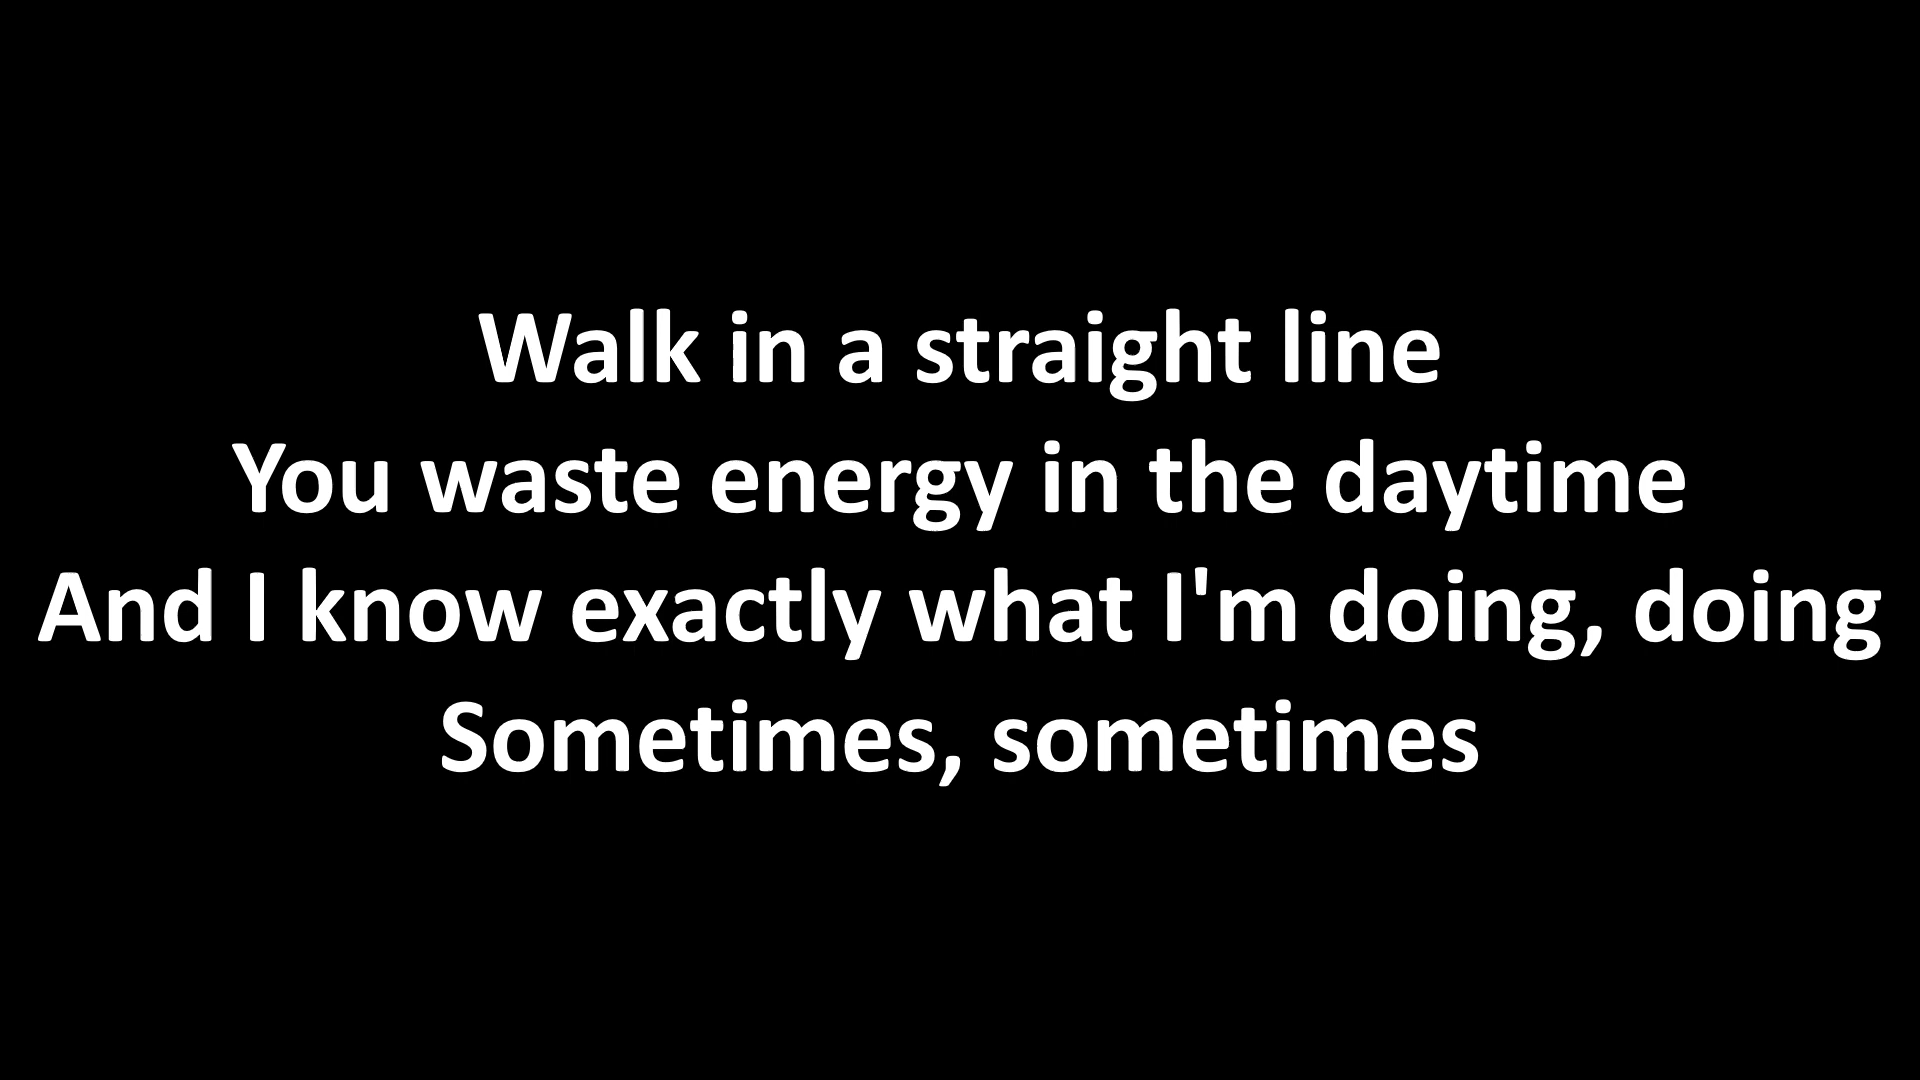 Walk in a straight line
You waste energy in the daytime
And I know exactly what I'm doing, doing
Sometimes, sometimes